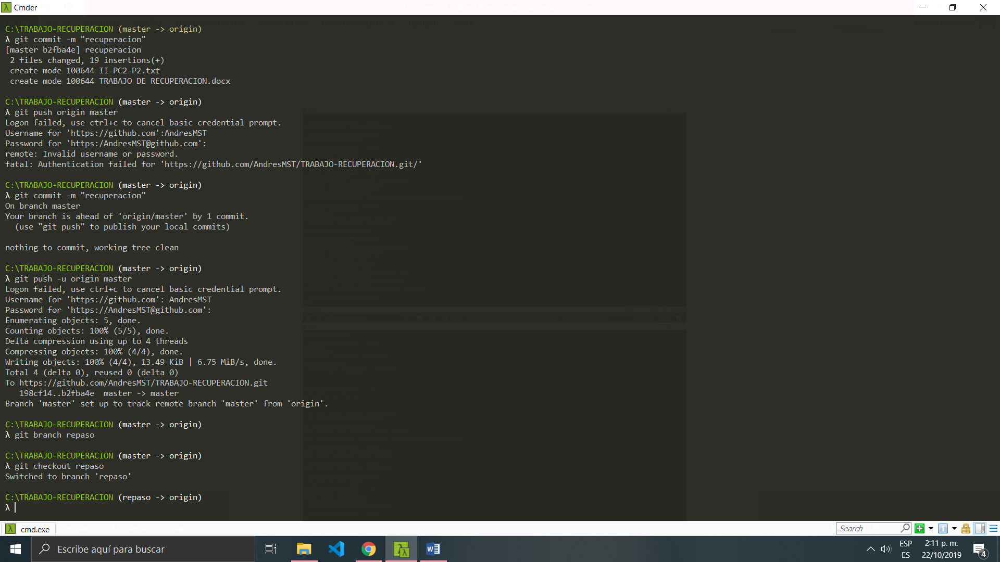 Cmder
C:\TRABAJO-RECUPERACION (master -> origin)
λ git commit -m "recuperacion"
[master b2fba4e] recuperacion
 2 files changed, 19 insertions(+)
 create mode 100644 II-PC2-P2.txt
 create mode 100644 TRABAJO DE RECUPERACION.docx
C:\TRABAJO-RECUPERACION (master -> origin)
λ git push origin master
Logon failed, use ctrl+c to cancel basic credential prompt.
Username for 'https://github.com':AndresMST
Password for 'https:/AndresMST@github.com':
remote: Invalid username or password.
fatal: Authentication failed for 'https://github.com/AndresMST/TRABAJO-RECUPERACION.git/'
C:\TRABAJO-RECUPERACION (master -> origin)
λ git commit -m "recuperacion"
On branch master
Your branch is ahead of 'origin/master' by 1 commit.
  (use "git push" to publish your local commits)
nothing to commit, working tree clean
C:\TRABAJO-RECUPERACION (master -> origin)
λ git push -u origin master
Logon failed, use ctrl+c to cancel basic credential prompt.
Username for 'https://github.com': AndresMST
Password for 'https://AndresMST@github.com':
Enumerating objects: 5, done.
Counting objects: 100% (5/5), done.
Delta compression using up to 4 threads
Compressing objects: 100% (4/4), done.
Writing objects: 100% (4/4), 13.49 KiB | 6.75 MiB/s, done.
Total 4 (delta 0), reused 0 (delta 0)
To https://github.com/AndresMST/TRABAJO-RECUPERACION.git
   198cf14..b2fba4e  master -> master
Branch 'master' set up to track remote branch 'master' from 'origin'.
C:\TRABAJO-RECUPERACION (master -> origin)
λ git branch repaso
C:\TRABAJO-RECUPERACION (master -> origin)
λ git checkout repaso
Switched to branch 'repaso'
C:\TRABAJO-RECUPERACION (repaso -> origin)
λ
cmd.exe
Search
Escribe aquí para buscar
ESP
ES
2:11 p. m.
22/10/2019
4